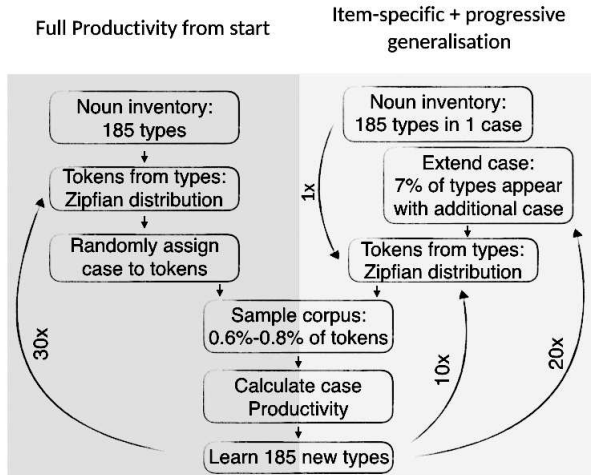 Full Productivity from start
Item-specific + progressive
generalisation
Noun inventory:
185 types
Tokens from types:
Zipfian distribution
Randomly assign
case to tokens
30x
Noun inventory:
185 types in 1 case
1x
Extend case:
7% of types appear
with additional case
Tokens from types:
Zipfian distribution
Sample corpus:
0.6%-0.8% of tokens
Calculate case
Productivity
Learn 185 new types
10x
20x